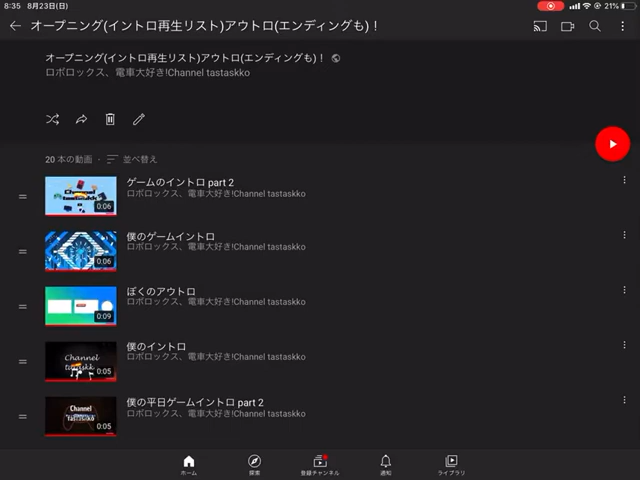 8:35 8月23日(日)
21%
オープニング(イントロ再生リスト)アウトロ(エンディングも)！
オープニング(イントロ再生リスト)アウトロ(エンディングも)！
ロボロックス、電車大好き!Channel tastaskko
20 本の動画・ 並べ替え
ゲームのイントロ part 2
ロボロックス、電車大好き!Channel tastaskko
Channel
tastaskko
0:06
僕のゲームイントロ
ロボロックス、電車大好き!Channel tastaskko
0:06
ぼくのアウトロ
ロボロックス、電車大好き!Channel tastaskko
0:09
僕のイントロ
ロボロックス、電車大好き!Channel tastaskko
Channel
0:05
僕の平日ゲームイントロ part 2
ロボロックス、電車大好き!Channel tastaskko
Channel
tastaskko
0:05
ホーム
探索
登録チャンネル
通知
ライブラリ